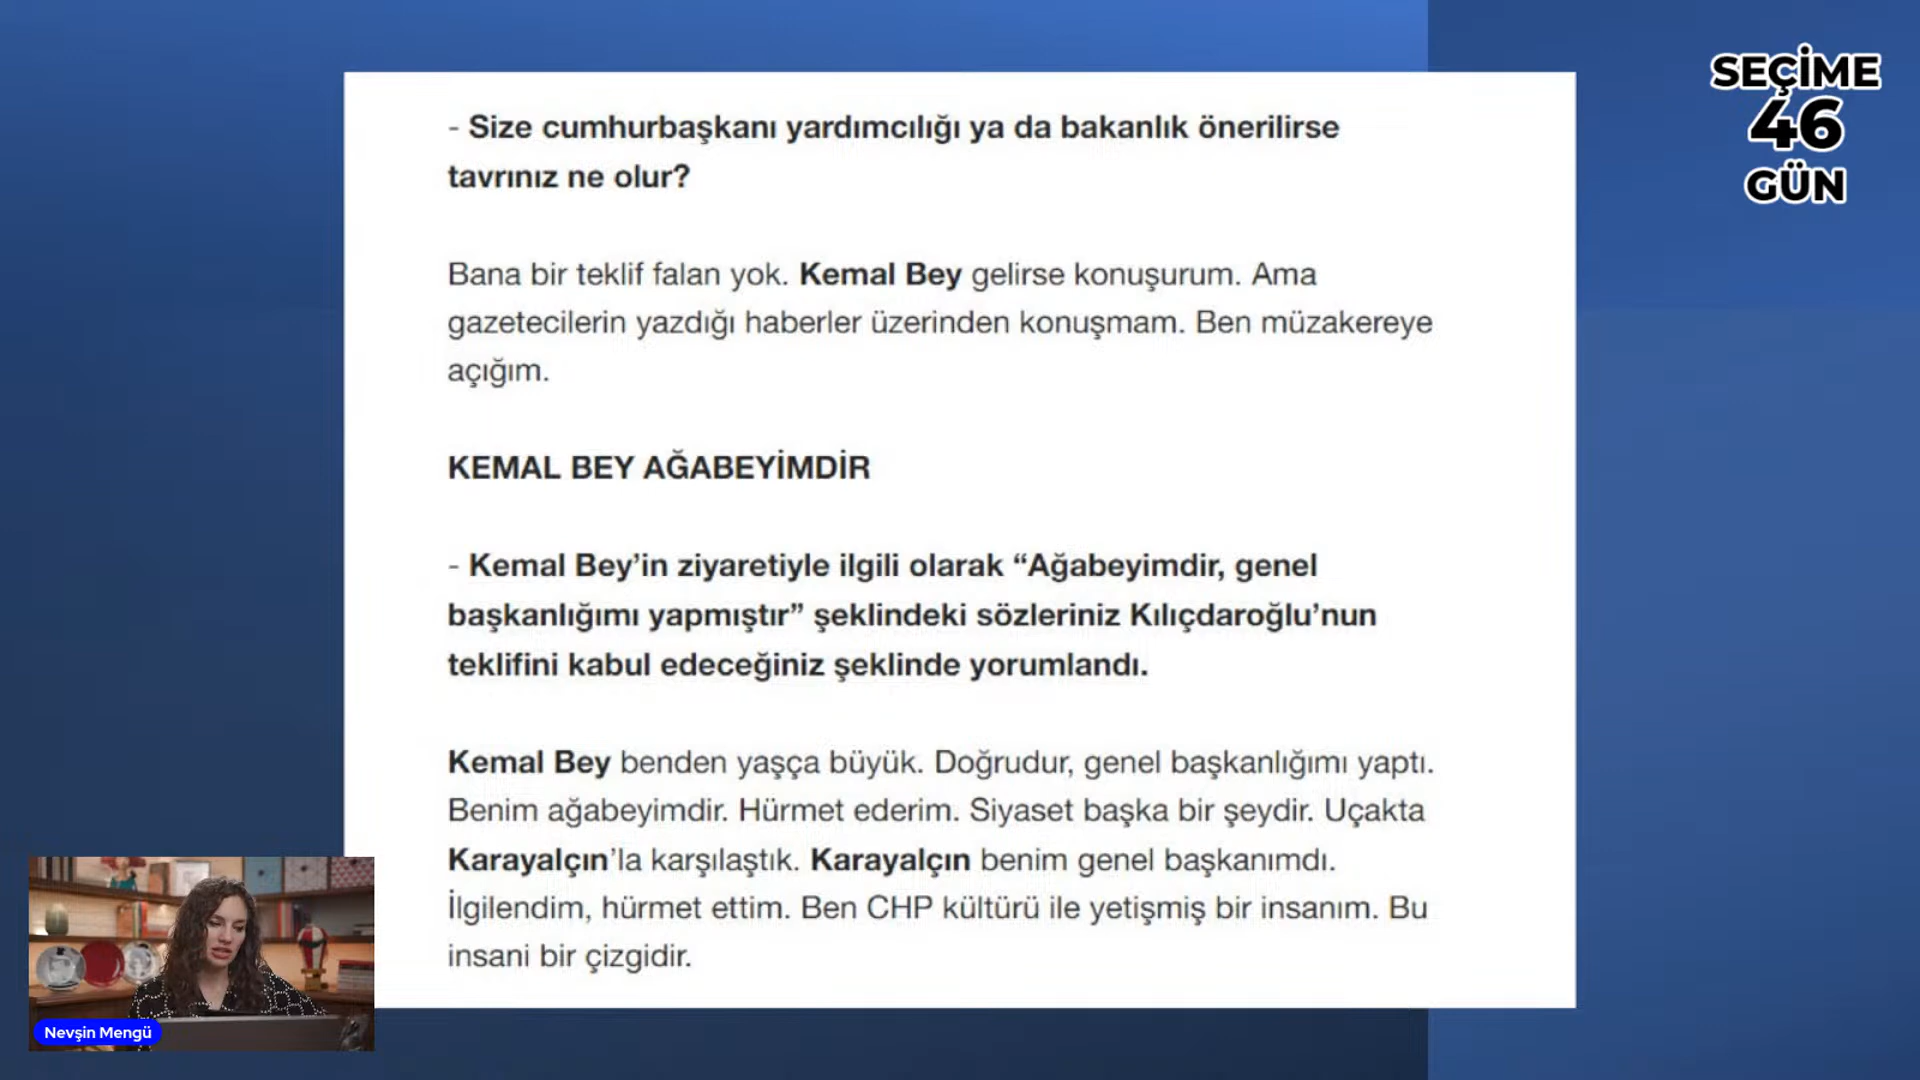 SEÇİME
46
GÜN
- Size cumhurbaşkanı yardımcılığı ya da bakanlık önerilirse
tavrınız ne olur?
Bana bir teklif falan yok. Kemal Bey gelirse konuşurum. Ama
gazetecilerin yazdığı haberler üzerinden konuşmam. Ben müzakereye
açığım.
KEMAL BEY AĞABEYİMDİR
- Kemal Bey’in ziyaretiyle ilgili olarak “Ağabeyimdir, genel
başkanlığımı yapmıştır” şeklindeki sözleriniz Kılıçdaroğlu’nun
teklifini kabul edeceğiniz şeklinde yorumlandı.
Kemal Bey benden yaşça büyük. Doğrudur, genel başkanlığımı yaptı.
Benim ağabeyimdir. Hürmet ederim. Siyaset başka bir şeydir. Uçakta
Karayalçın’la karşılaştık. Karayalçın benim genel başkanımdı.
İlgilendim, hürmet ettim. Ben CHP kültürü ile yetişmiş bir insanım. Bu
insani bir çizgidir.
Nevşin Mengü